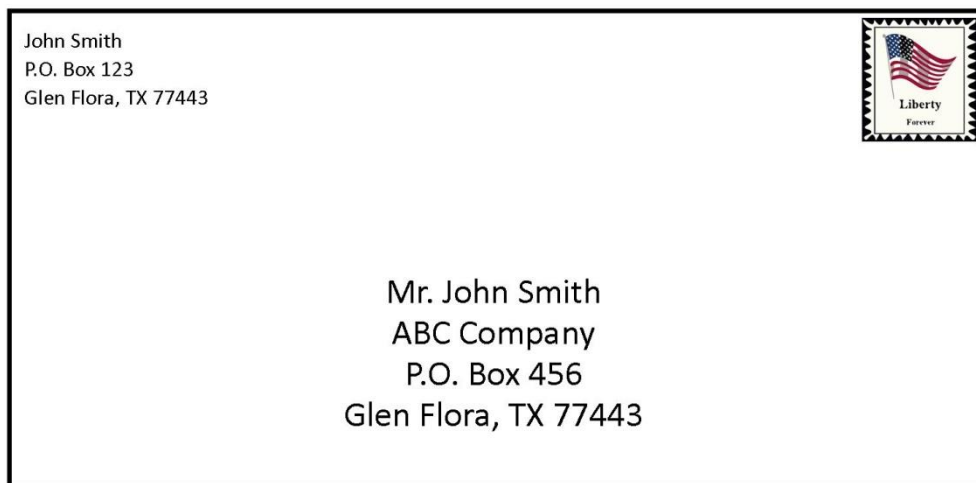 John Smith
P.O. Box 123
Glen Flora, TX 77443
Liberty
Forever
Mr. John Smith
ABC Company
P.O. Box 456
Glen Flora, TX 77443